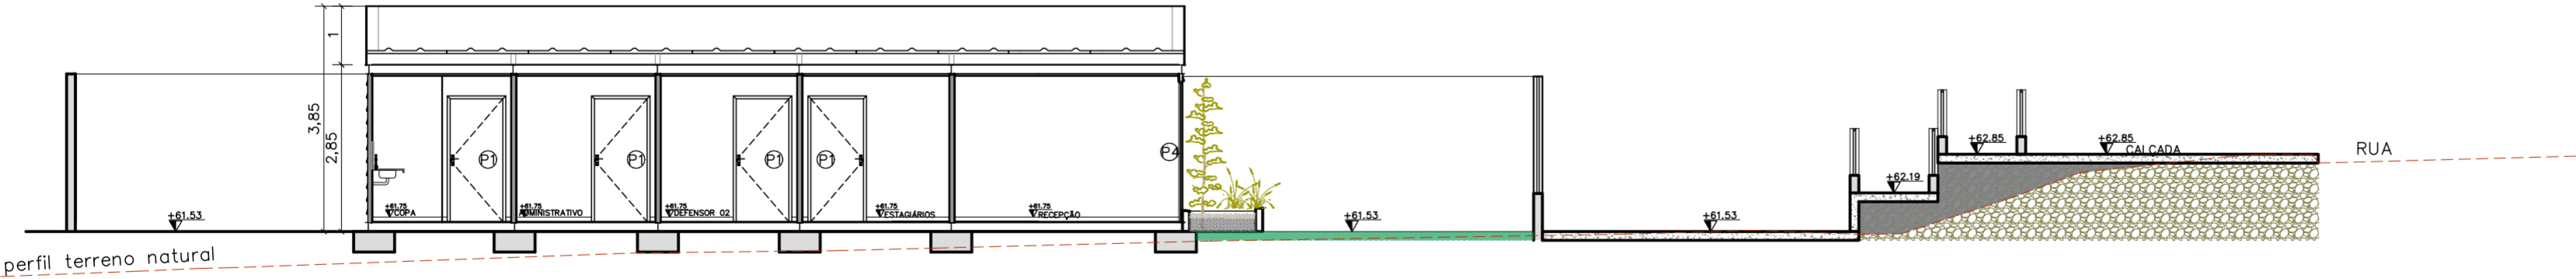 1
3,85
2,85
+61.53
P1
P1
P1
P1
P4
+61.75
COPA
+61.75
ADMINISTRATIVO
+61.75
DEFENSOR 02
+61.75
ESTAGIÁRIOS
+61.75
RECEPÇÃO
+61.53
+61.53
+62.19
+62.85
+62.85
CALÇADA
RUA
perfil terreno natural